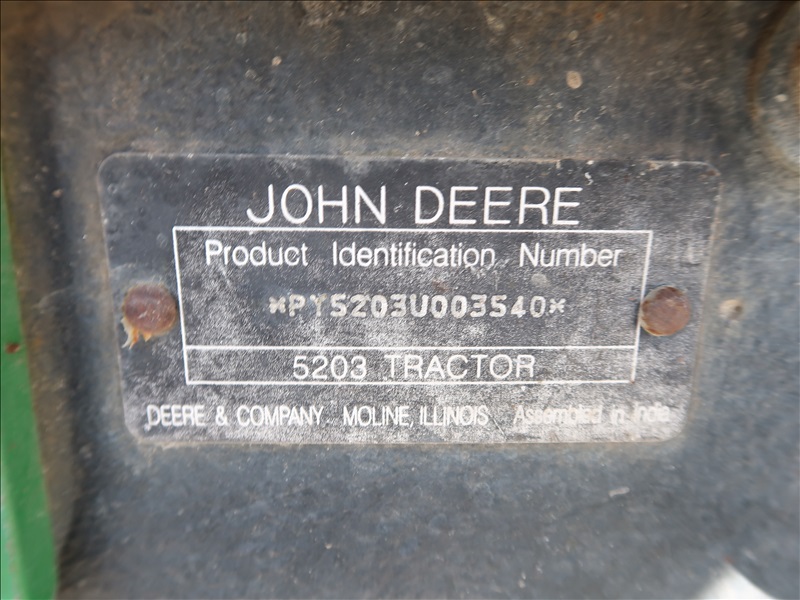 JOHN DEERE
Product Identification Number
*PY5203U003540*
5203 TRACTOR
DEERE & COMPANY MOLINE, ILLINOIS Assembled in India